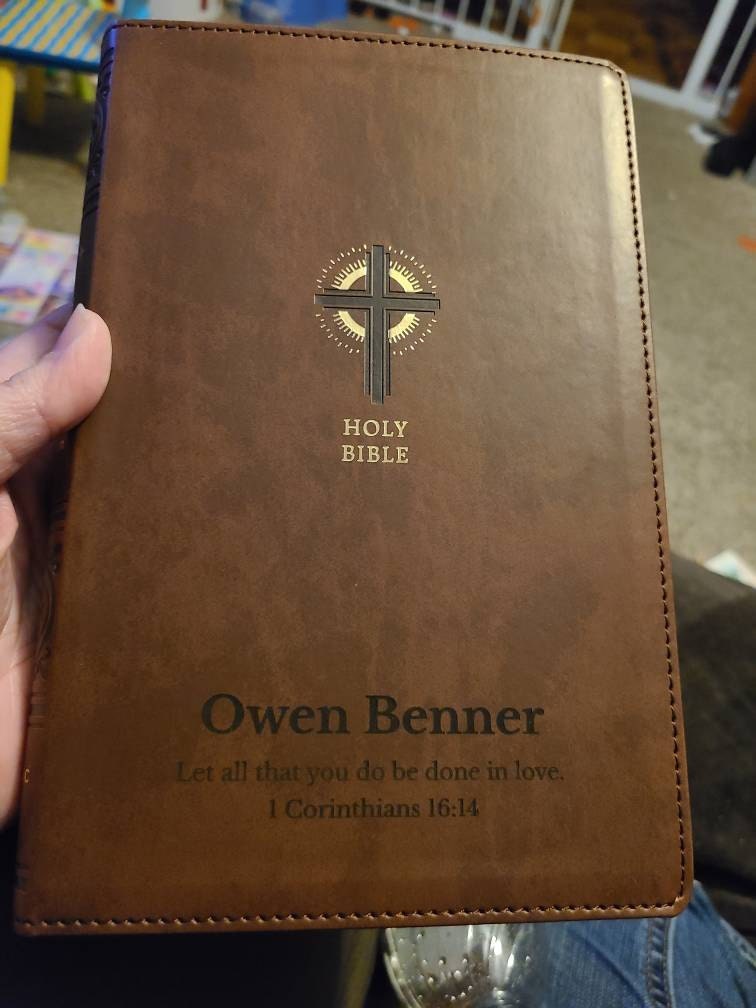 HOLY
BIBLE
Owen Benner
Let all that you do be done in love.
1 Corinthians 16:14